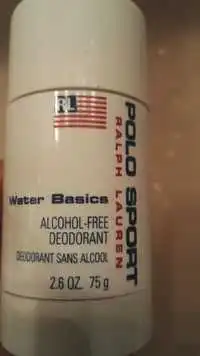 RL
POLO SPORT
RALPH LAUREN
Water Basics
ALCOHOL-FREE
DEODORANT
DEODORANT SANS ALCOOL
2.6 OZ. 75 g